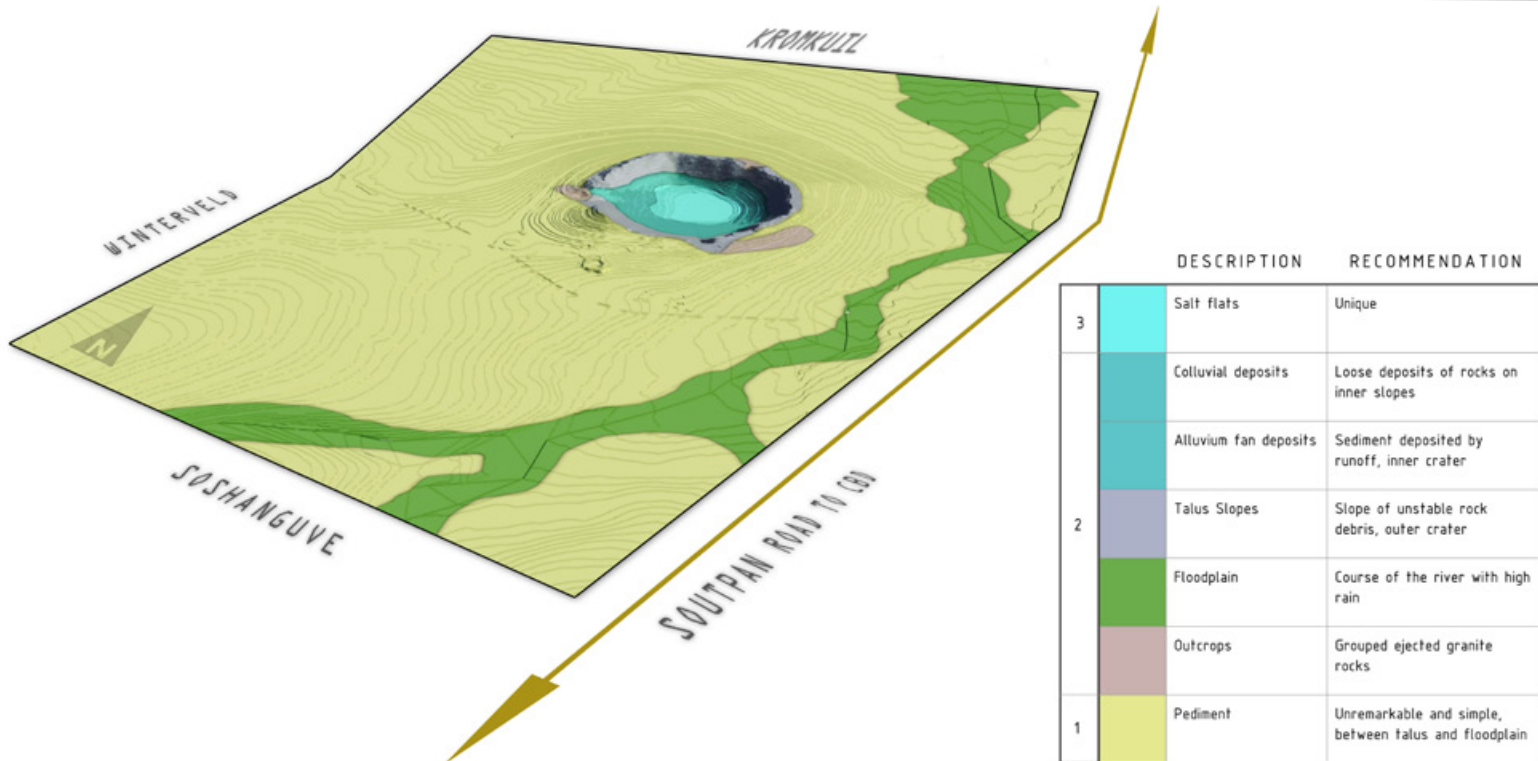 KROMKUIL
WINTERVELD
N
SOSHANGUVE
SOUTPAN ROAD TO CBD
DESCRIPTION RECOMMENDATION
3 Salt flats Unique
Colluvial deposits Loose deposits of rocks on
inner slopes
Alluvium fan deposits Sediment deposited by
runoff, inner crater
2 Talus Slopes Slope of unstable rock
debris, outer crater
Floodplain Course of the river with high
rain
Outcrops Grouped ejected granite
rocks
1 Pediment Unremarkable and simple,
between talus and floodplain